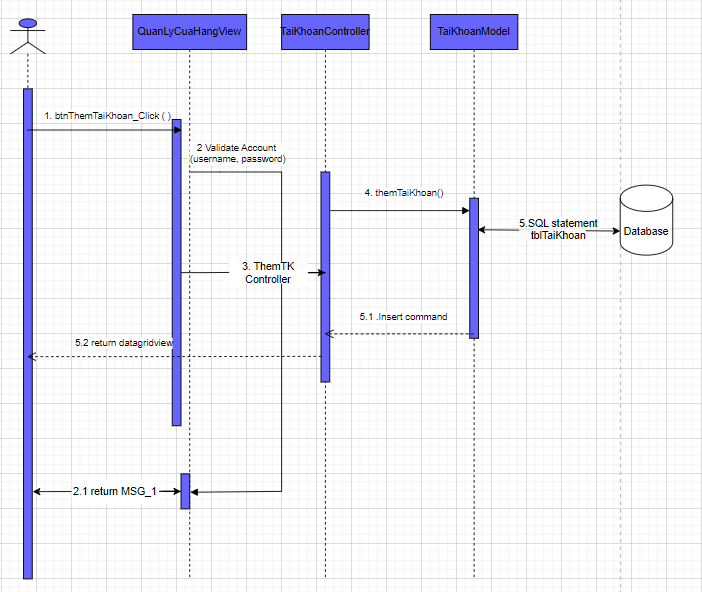 QuanLyCuaHangView
TaiKhoanController
TaiKhoanModel
1. btnThemTaiKhoan_Click ( )
2 Validate Account
(username, password)
4. themTaiKhoan()
5.SQL statement
tblTaiKhoan
Database
3. ThemTK
Controller
5.1 .Insert command
5.2 return datagridview
2.1 return MSG_1